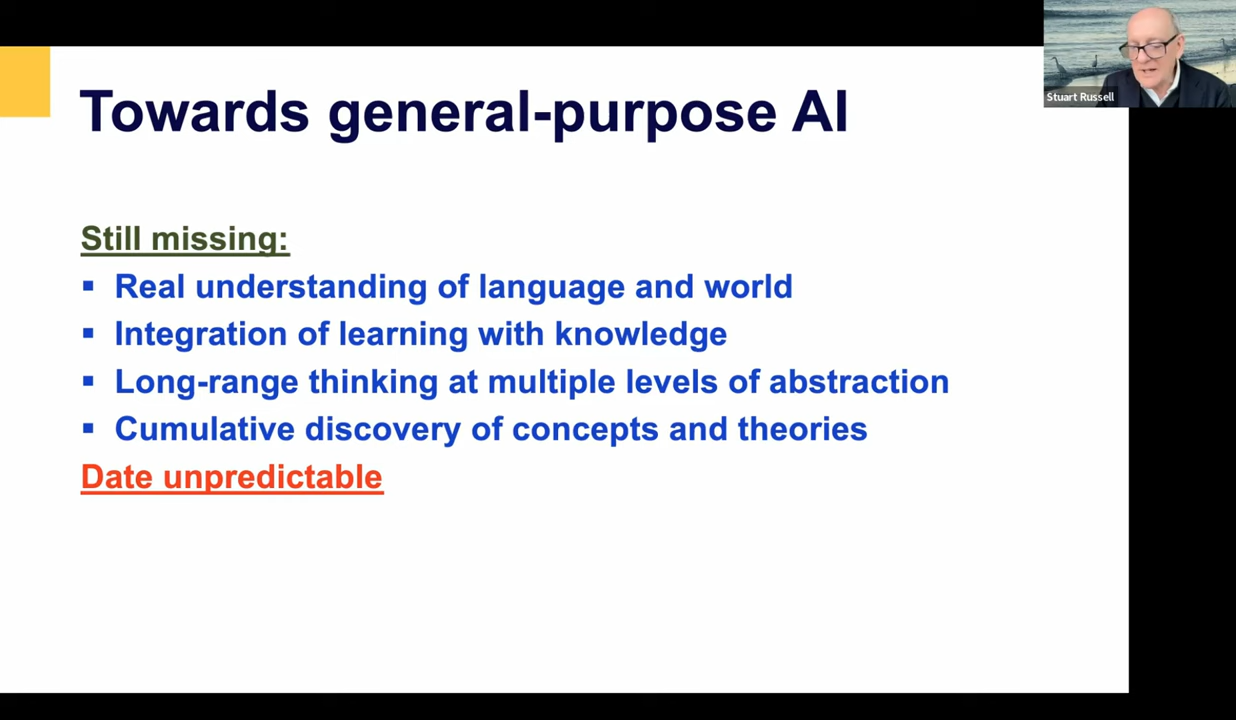 Stuart Russell
Towards general-purpose AI
Still missing:
▪ Real understanding of language and world
▪ Integration of learning with knowledge
▪ Long-range thinking at multiple levels of abstraction
▪ Cumulative discovery of concepts and theories
Date unpredictable